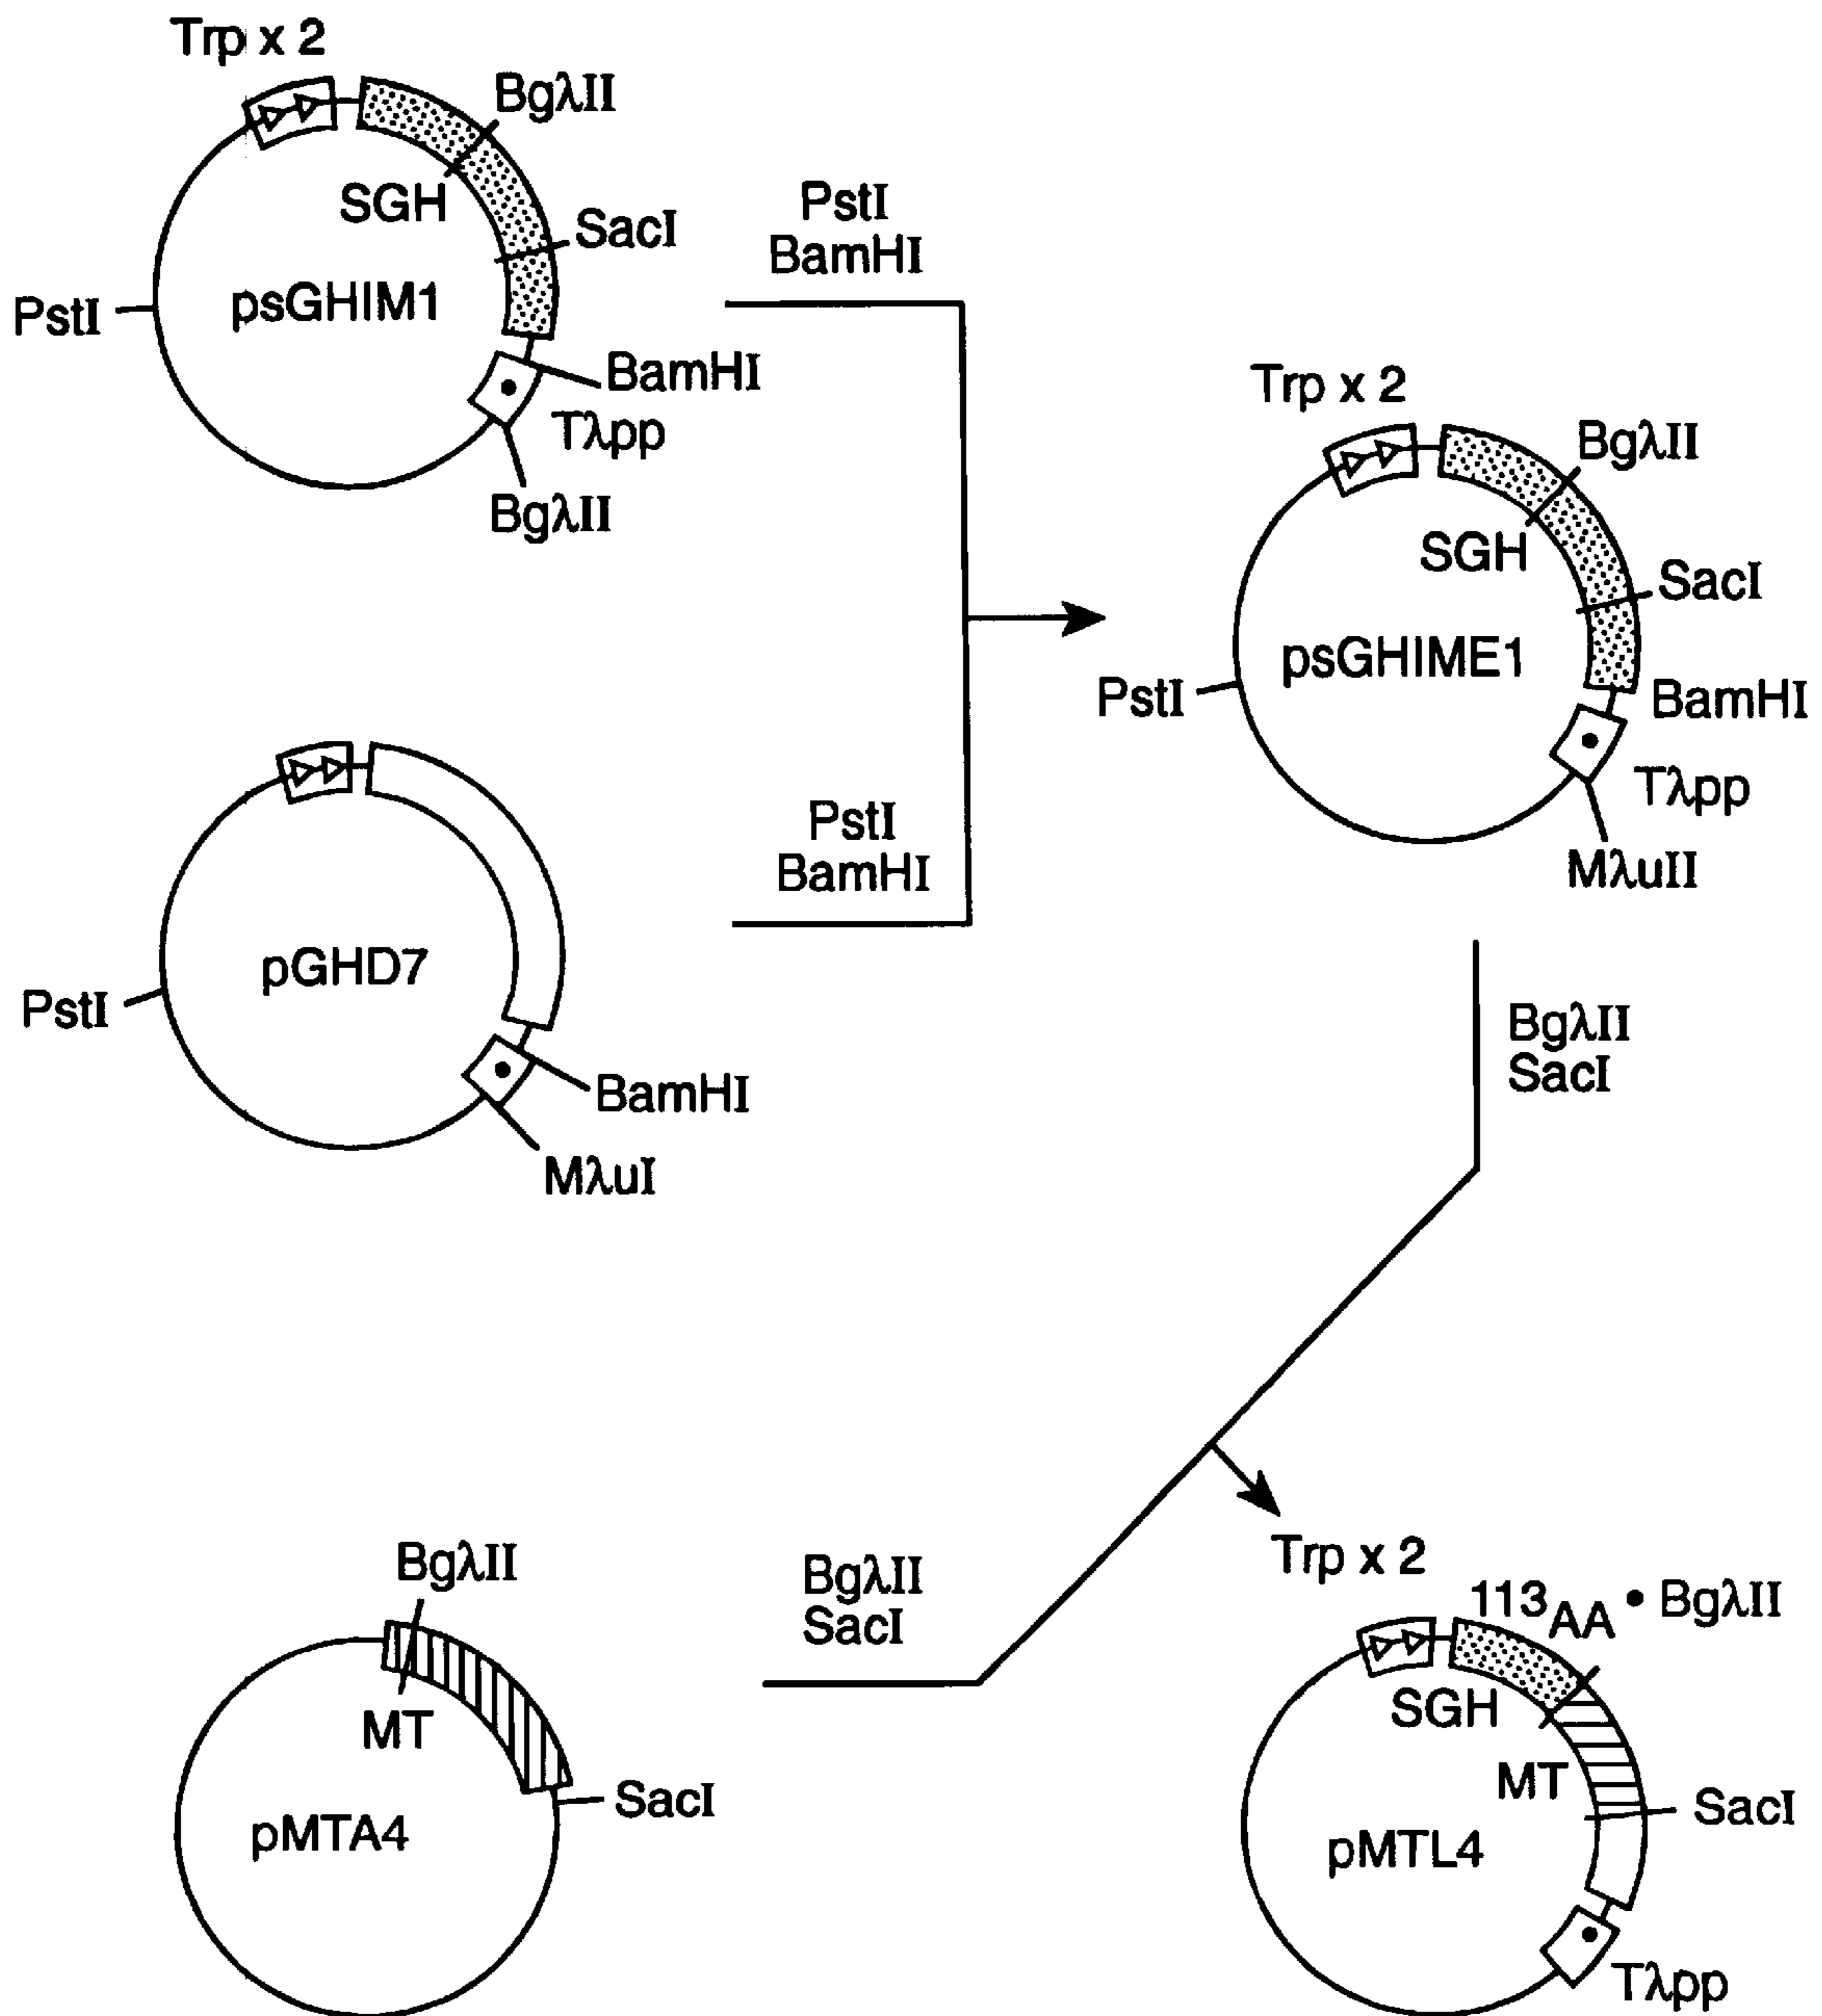 Trp x 2
BgλII
SGH
SacI
PstI
psGHIM1
BamHI
Tλpp
BgλII
PstI
BamHI
Trp x 2
BgλII
SGH
SacI
psGHIME1
PstI
BamHI
Tλpp
MλuII
PstI
BamHI
pGHD7
PstI
BamHI
MλuI
BgλII
SacI
BgλII
MT
SacI
pMTA4
BgλII
SacI
Trp x 2
113AA • BgλII
SGH
MT
SacI
pMTL4
Tλpp